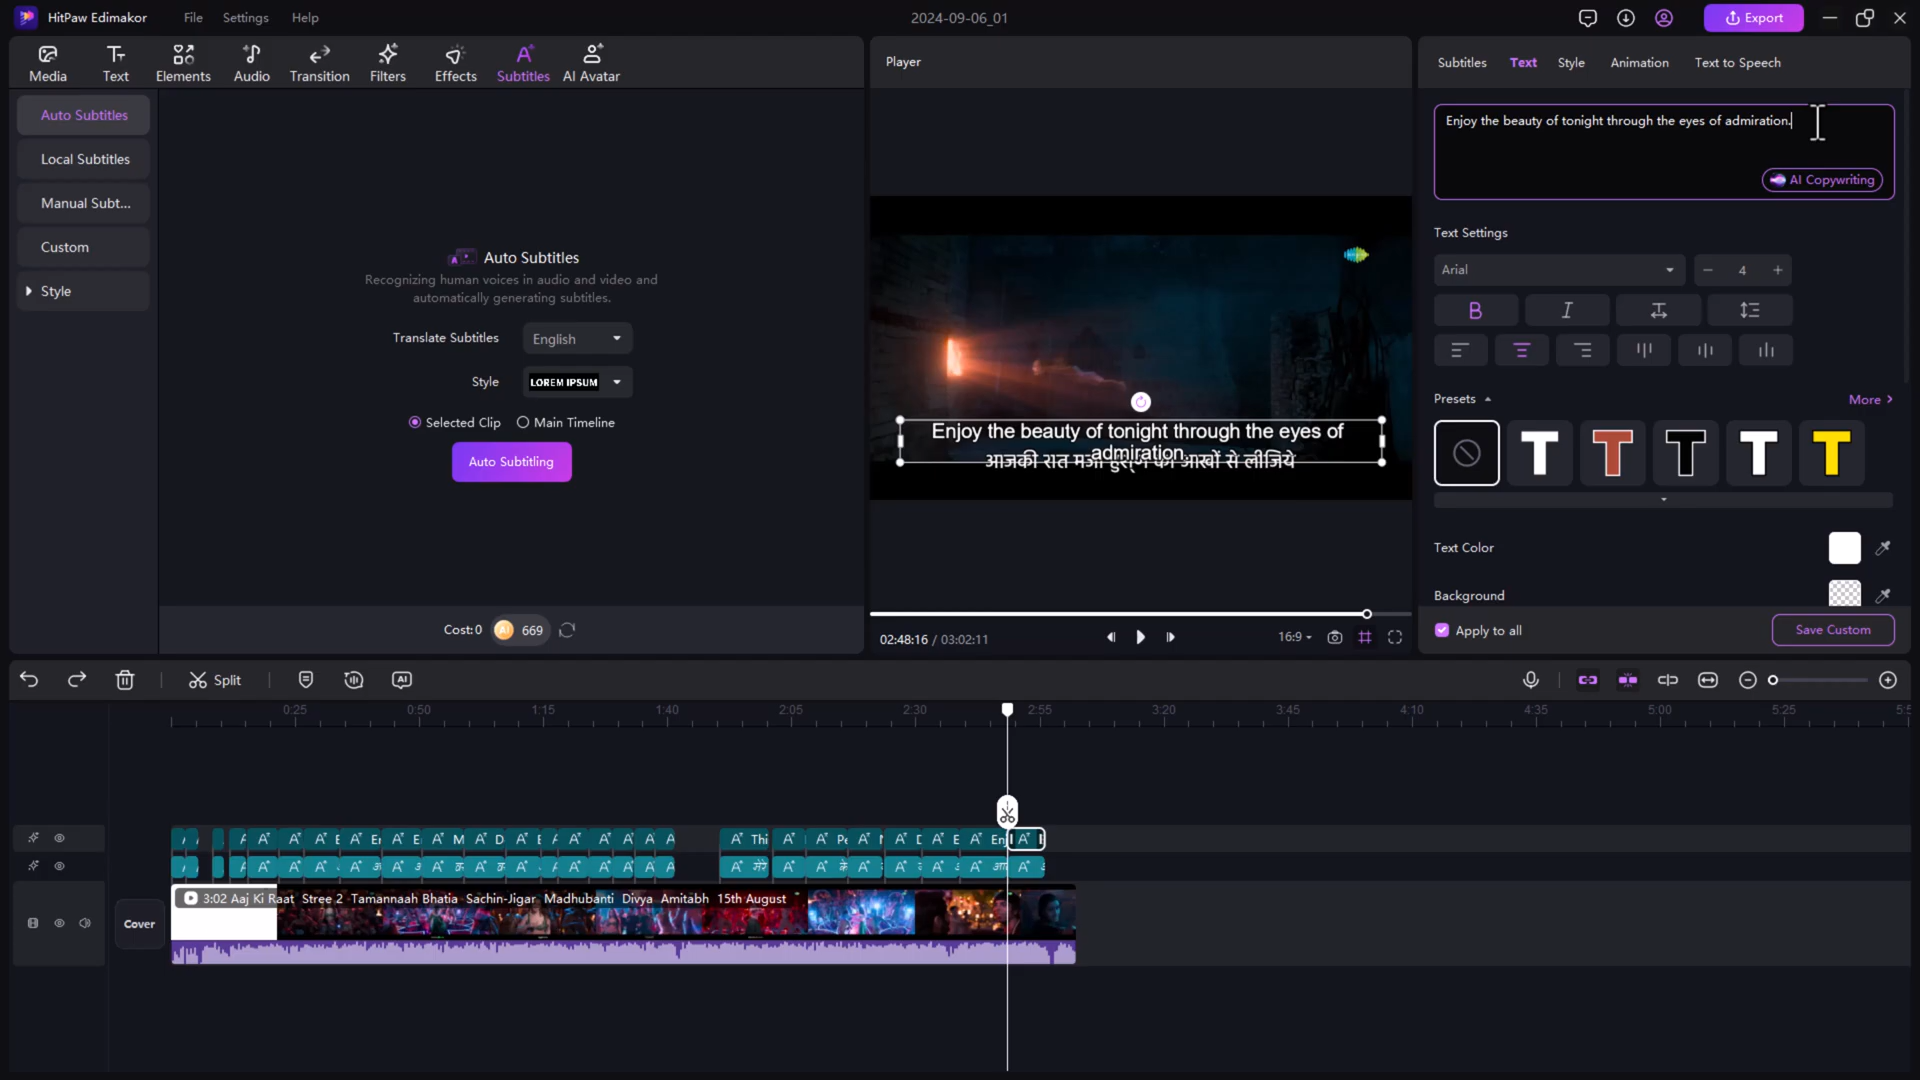 HitPaw Edimakor
File
Settings
Help
2024-09-06_01
Export
Media
Text
Elements
Audio
Transition
Filters
Effects
Subtitles
AI Avatar
Player
Subtitles
Text
Style
Animation
Text to Speech
Auto Subtitles
Local Subtitles
Manual Subt...
Custom
Style
Auto Subtitles
Recognizing human voices in audio and video and
automatically generating subtitles.
Translate Subtitles
English
Style
LOREM IPSUM
Selected Clip
Main Timeline
Auto Subtitling
Cost:0
669
Enjoy the beauty of tonight through the eyes of
admiration.
आजकी रात मजा आखों से लीजिये
02:48:16 / 03:02:11
16:9
Enjoy the beauty of tonight through the eyes of admiration.
AI Copywriting
Text Settings
Arial
4
B
I
Presets
More
T
T
T
T
T
Text Color
Background
Apply to all
Save Custom
Split
AI
0:25
0:50
1:15
1:40
2:05
2:30
2:55
3:20
3:45
4:10
4:35
5:00
5:25
Cover
3:02 Aaj Ki Raat Stree 2 Tamannaah Bhatia Sachin-Jigar Madhubanti Divya Amitabh 15th August